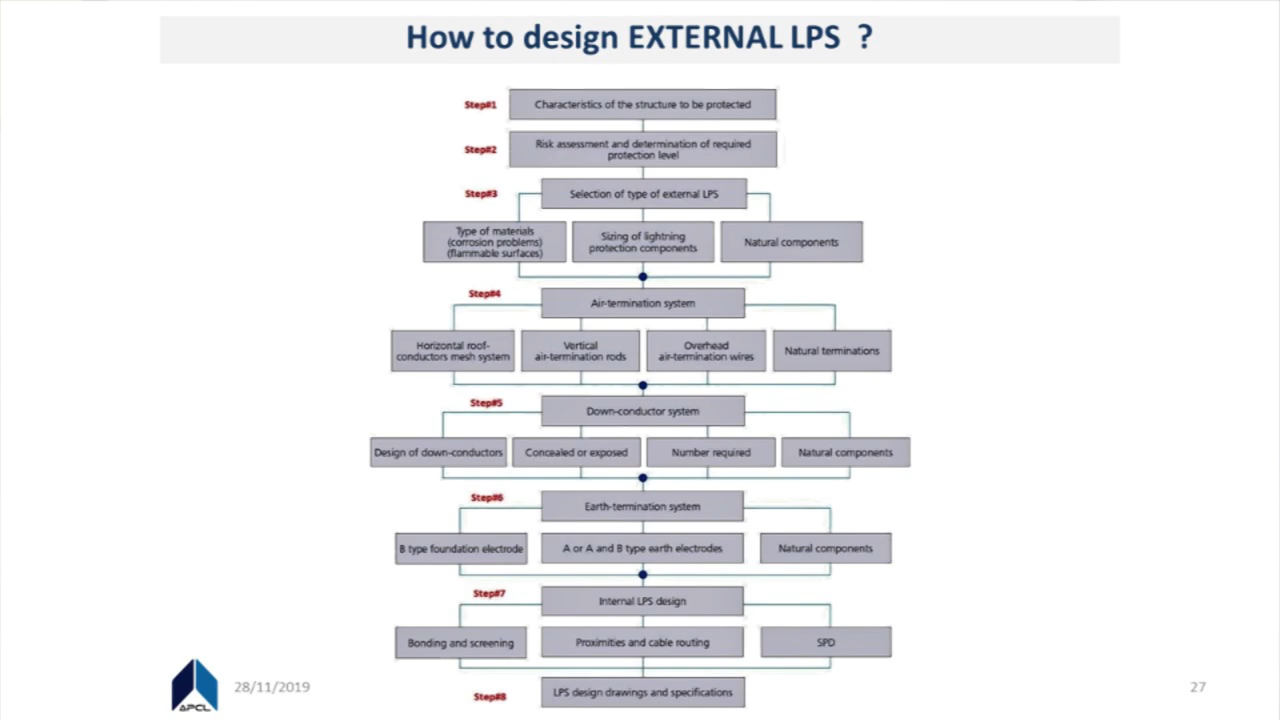 How to design EXTERNAL LPS ?
Step#1
Characteristics of the structure to be protected
Step#2
Risk assessment and determination of required
protection level
Step#3
Selection of type of external LPS
Type of materials
(corrosion problems)
(flammable surfaces)
Sizing of lightning
protection components
Natural components
Step#4
Air-termination system
Horizontal roof-
conductors mesh system
Vertical
air-termination rods
Overhead
air-termination wires
Natural terminations
Step#5
Down-conductor system
Design of down-conductors
Concealed or exposed
Number required
Natural components
Step#6
Earth-termination system
B type foundation electrode
A or A and B type earth electrodes
Natural components
Step#7
Internal LPS design
Bonding and screening
Proximities and cable routing
SPD
Step#8
LPS design drawings and specifications
APCL
28/11/2019
27